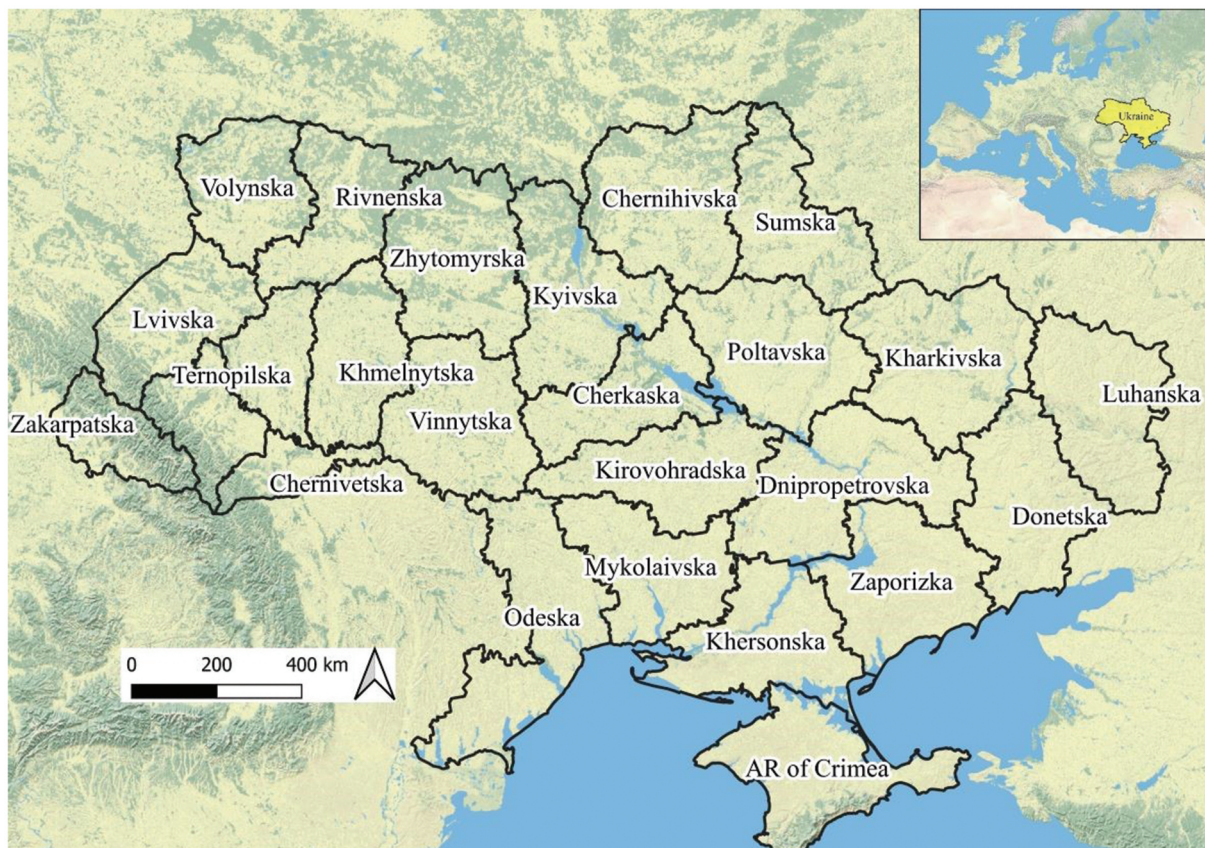 Ukraine
Volynska
Rivnenska
Chernihivska
Sumska
Zhytomyrska
Kyivska
Lvivska
Ternopilska
Khmelnytska
Poltavska
Kharkivska
Luhanska
Zakarpatska
Vinnytska
Cherkaska
Chernivetska
Kirovohradska
Dnipropetrovska
Donetska
Mykolaivska
Zaporizka
Odeska
Khersonska
0 200 400 km
AR of Crimea